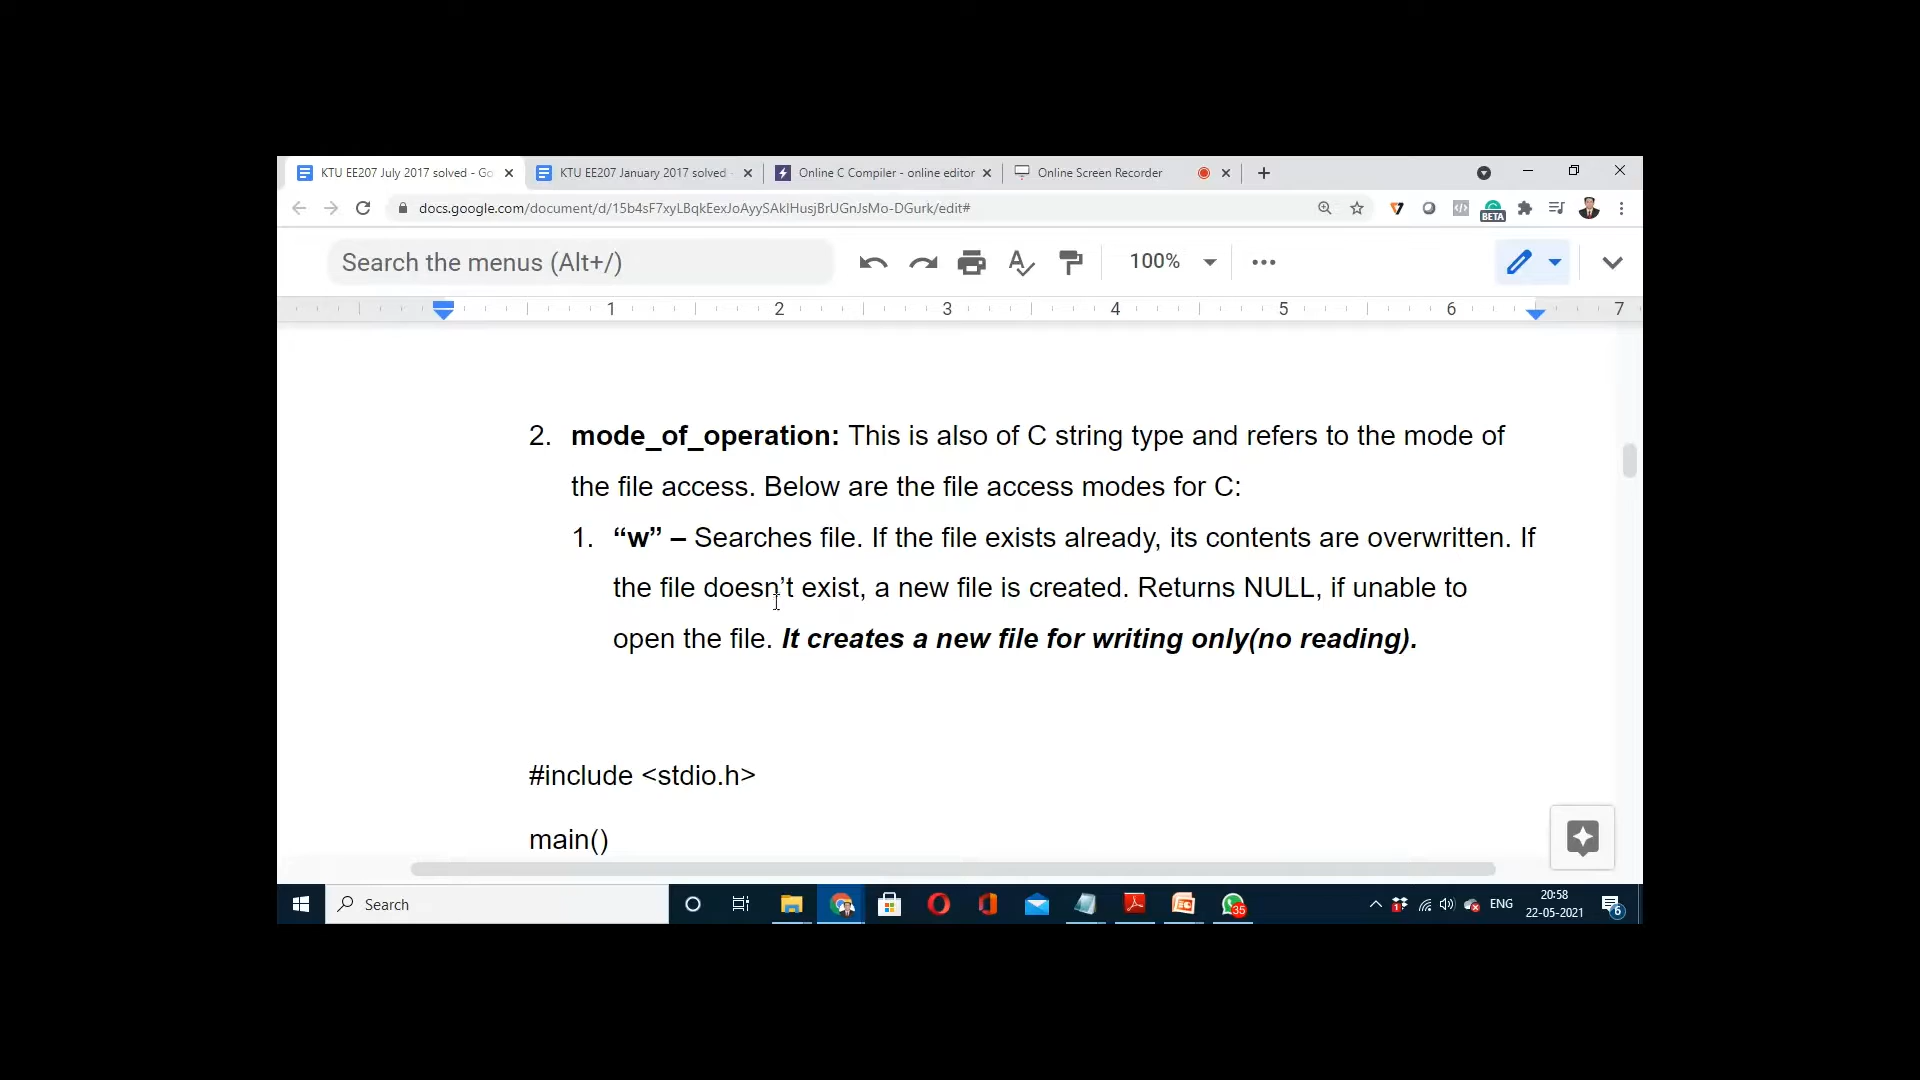 KTU EE207 July 2017 solved - Go
KTU EE207 January 2017 solved
Online C Compiler - online editor
Online Screen Recorder
docs.google.com/document/d/15b4sF7xyLBqkEexJoAyySAkIHusjBrUGnJsMo-DGurk/edit#
BETA
Search the menus (Alt+/)
100%
1 2 3 4 5 6 7
2. mode_of_operation: This is also of C string type and refers to the mode of
the file access. Below are the file access modes for C:
1. “w” – Searches file. If the file exists already, its contents are overwritten. If
the file doesn’t exist, a new file is created. Returns NULL, if unable to
open the file. It creates a new file for writing only(no reading).
#include <stdio.h>
main()
Search
35
ENG
20:58
22-05-2021
6